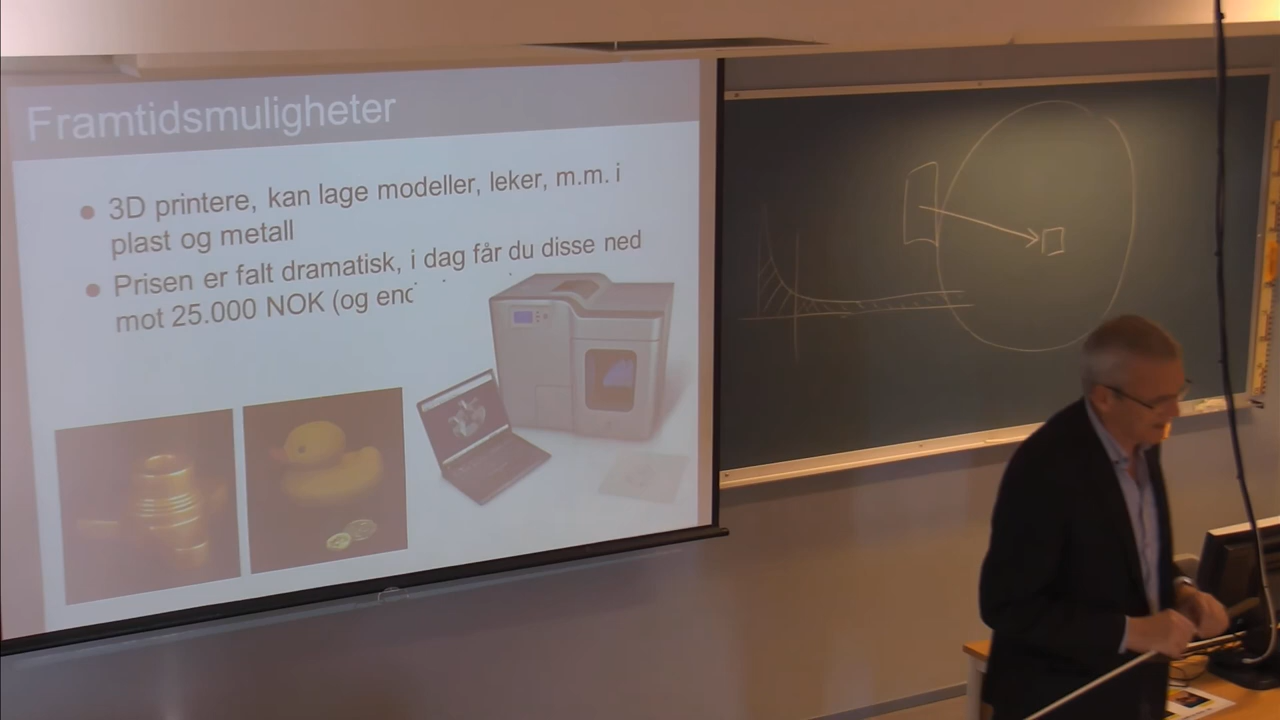 Framtidsmuligheter
3D printere, kan lage modeller, leker, m.m. i
plast og metall
Prisen er falt dramatisk, i dag får du disse ned
mot 25.000 NOK (og